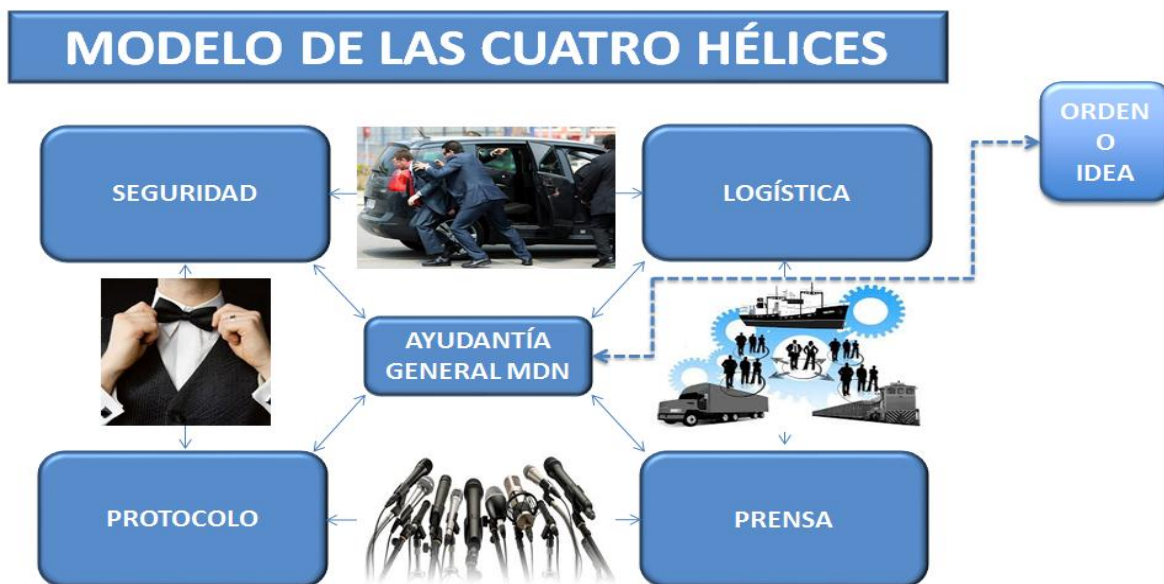 MODELO DE LAS CUATRO HÉLICES
ORDEN
O
IDEA
SEGURIDAD
LOGÍSTICA
AYUDANTÍA
GENERAL MDN
PROTOCOLO
PRENSA